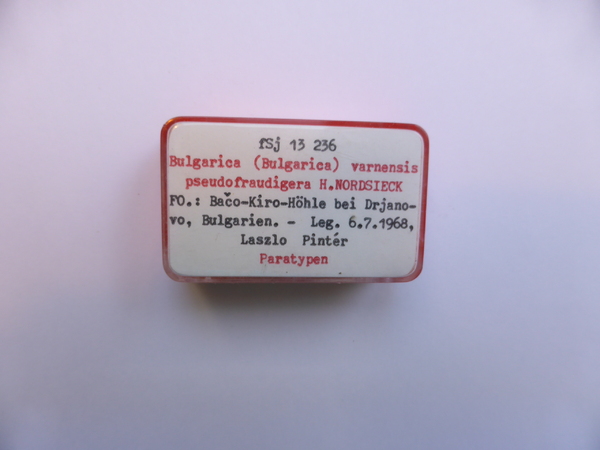 fSj 13 236
Bulgarica (Bulgarica) varnensis
pseudofraudigera H.NORDSIECK
FO.: Bačo-Kiro-Höhle bei Drjano-
vo, Bulgarien. - Leg. 6.7.1968,
Laszlo Pintér
Paratypen